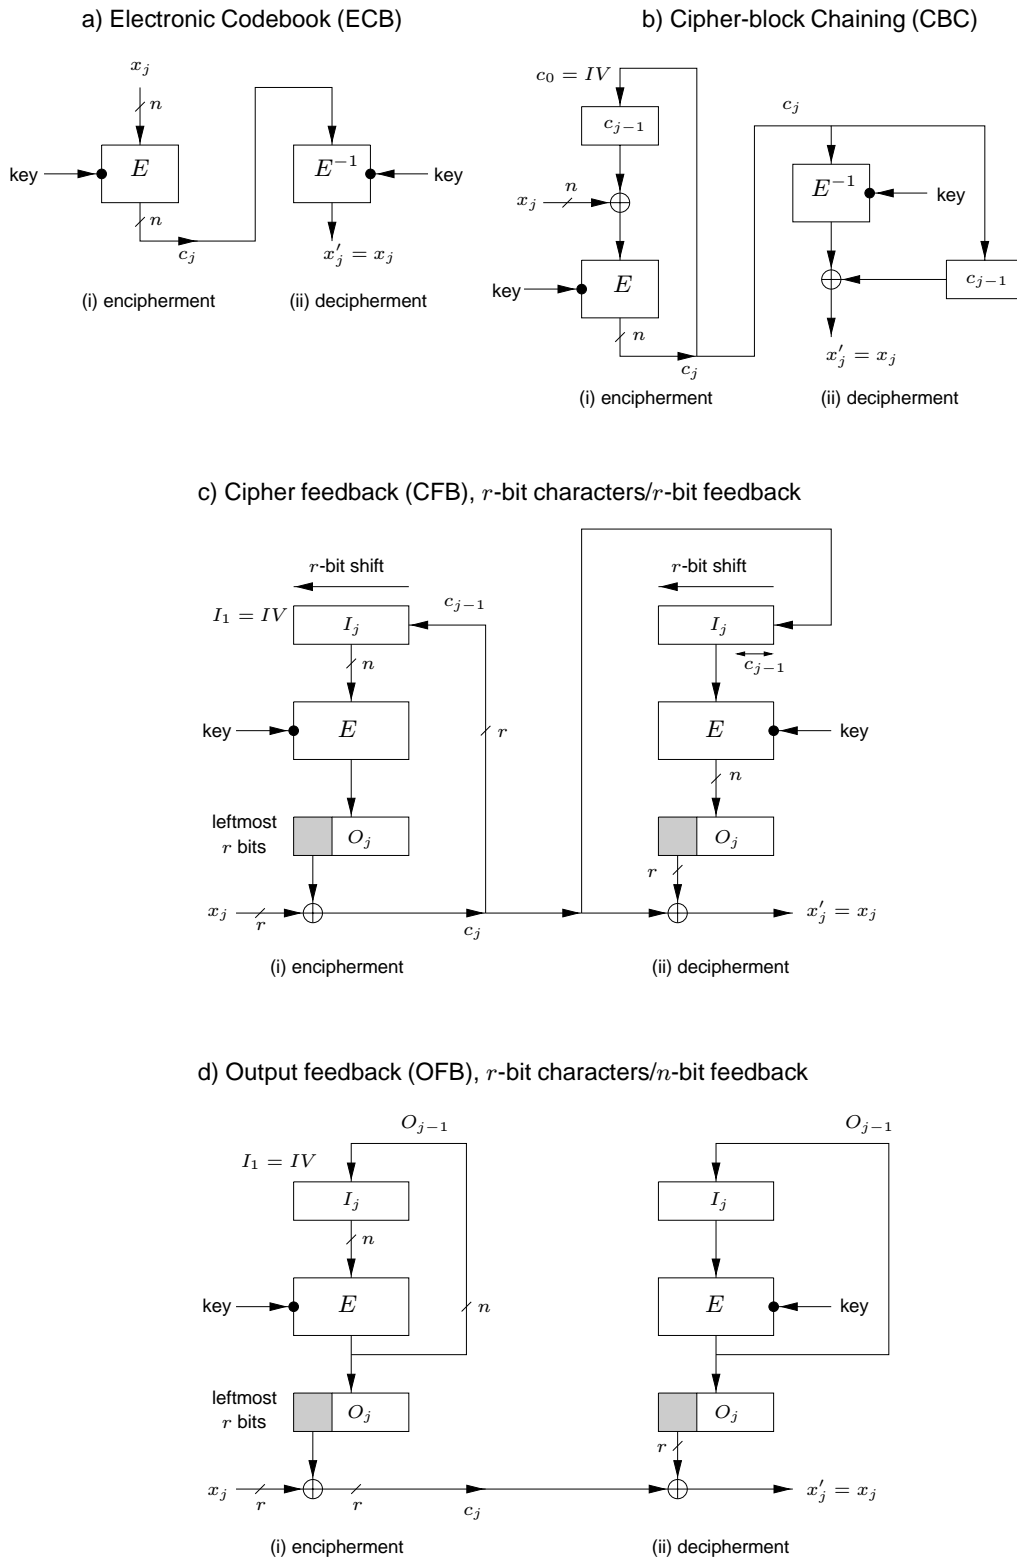 a) Electronic Codebook (ECB)
x_j
n
key
E
n
c_j
E^{-1}
key
x'_j = x_j
(i) encipherment
(ii) decipherment
b) Cipher-block Chaining (CBC)
c_0 = IV
c_{j-1}
n
x_j
key
E
n
c_j
(i) encipherment
c_j
E^{-1}
key
c_{j-1}
x'_j = x_j
(ii) decipherment
c) Cipher feedback (CFB), r-bit characters/r-bit feedback
r-bit shift
I_1 = IV
I_j
c_{j-1}
n
key
E
r
leftmost
r bits
O_j
x_j
r
c_j
(i) encipherment
r-bit shift
I_j
c_{j-1}
E
key
n
O_j
r
x'_j = x_j
(ii) decipherment
d) Output feedback (OFB), r-bit characters/n-bit feedback
O_{j-1}
I_1 = IV
I_j
n
key
E
n
leftmost
r bits
O_j
x_j
r
r
c_j
(i) encipherment
O_{j-1}
I_j
E
key
O_j
r
x'_j = x_j
(ii) decipherment